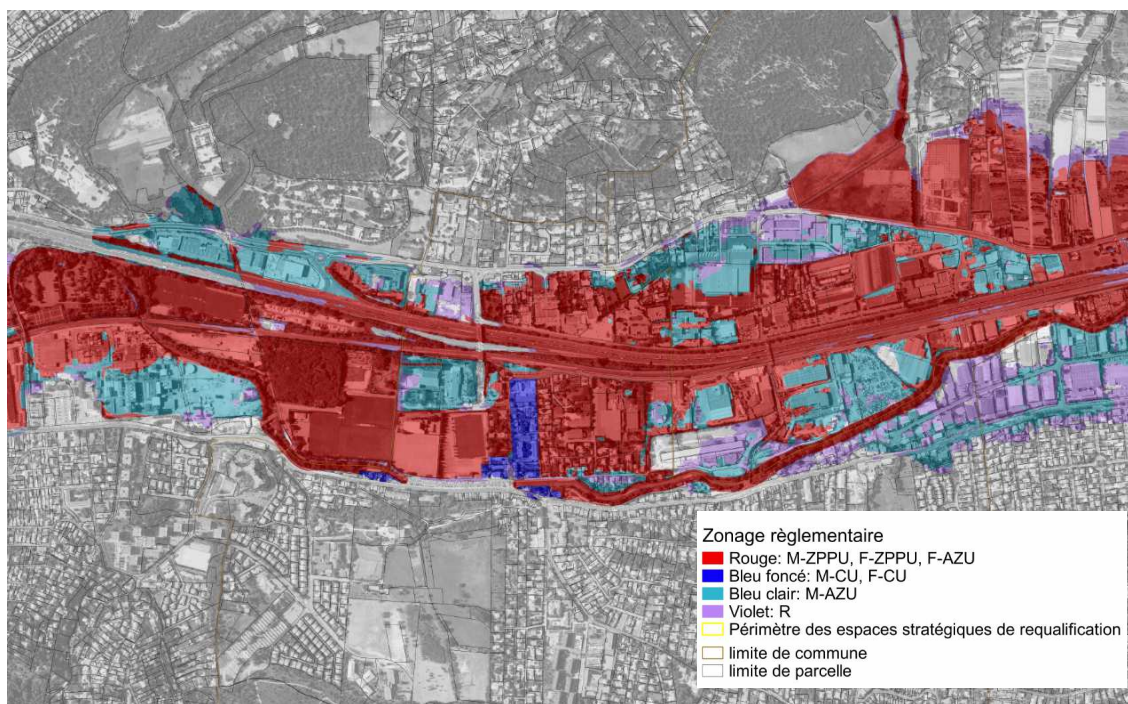 Zonage règlementaire
Rouge: M-ZPPU, F-ZPPU, F-AZU
Bleu foncé: M-CU, F-CU
Bleu clair: M-AZU
Violet: R
Périmètre des espaces stratégiques de requalification
limite de commune
limite de parcelle